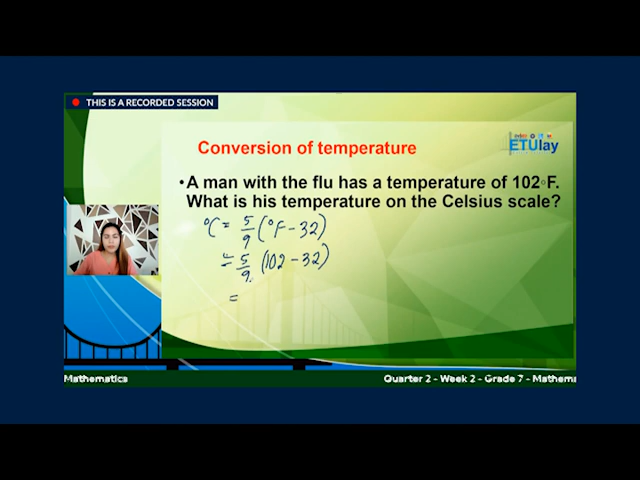 THIS IS A RECORDED SESSION
ETUlay
Conversion of temperature
•A man with the flu has a temperature of 102◦F.
What is his temperature on the Celsius scale?
°C = 5/9 (°F - 32)
= 5/9 (102 - 32)
=
Mathematics
Quarter 2 - Week 2 - Grade 7 - Mathema